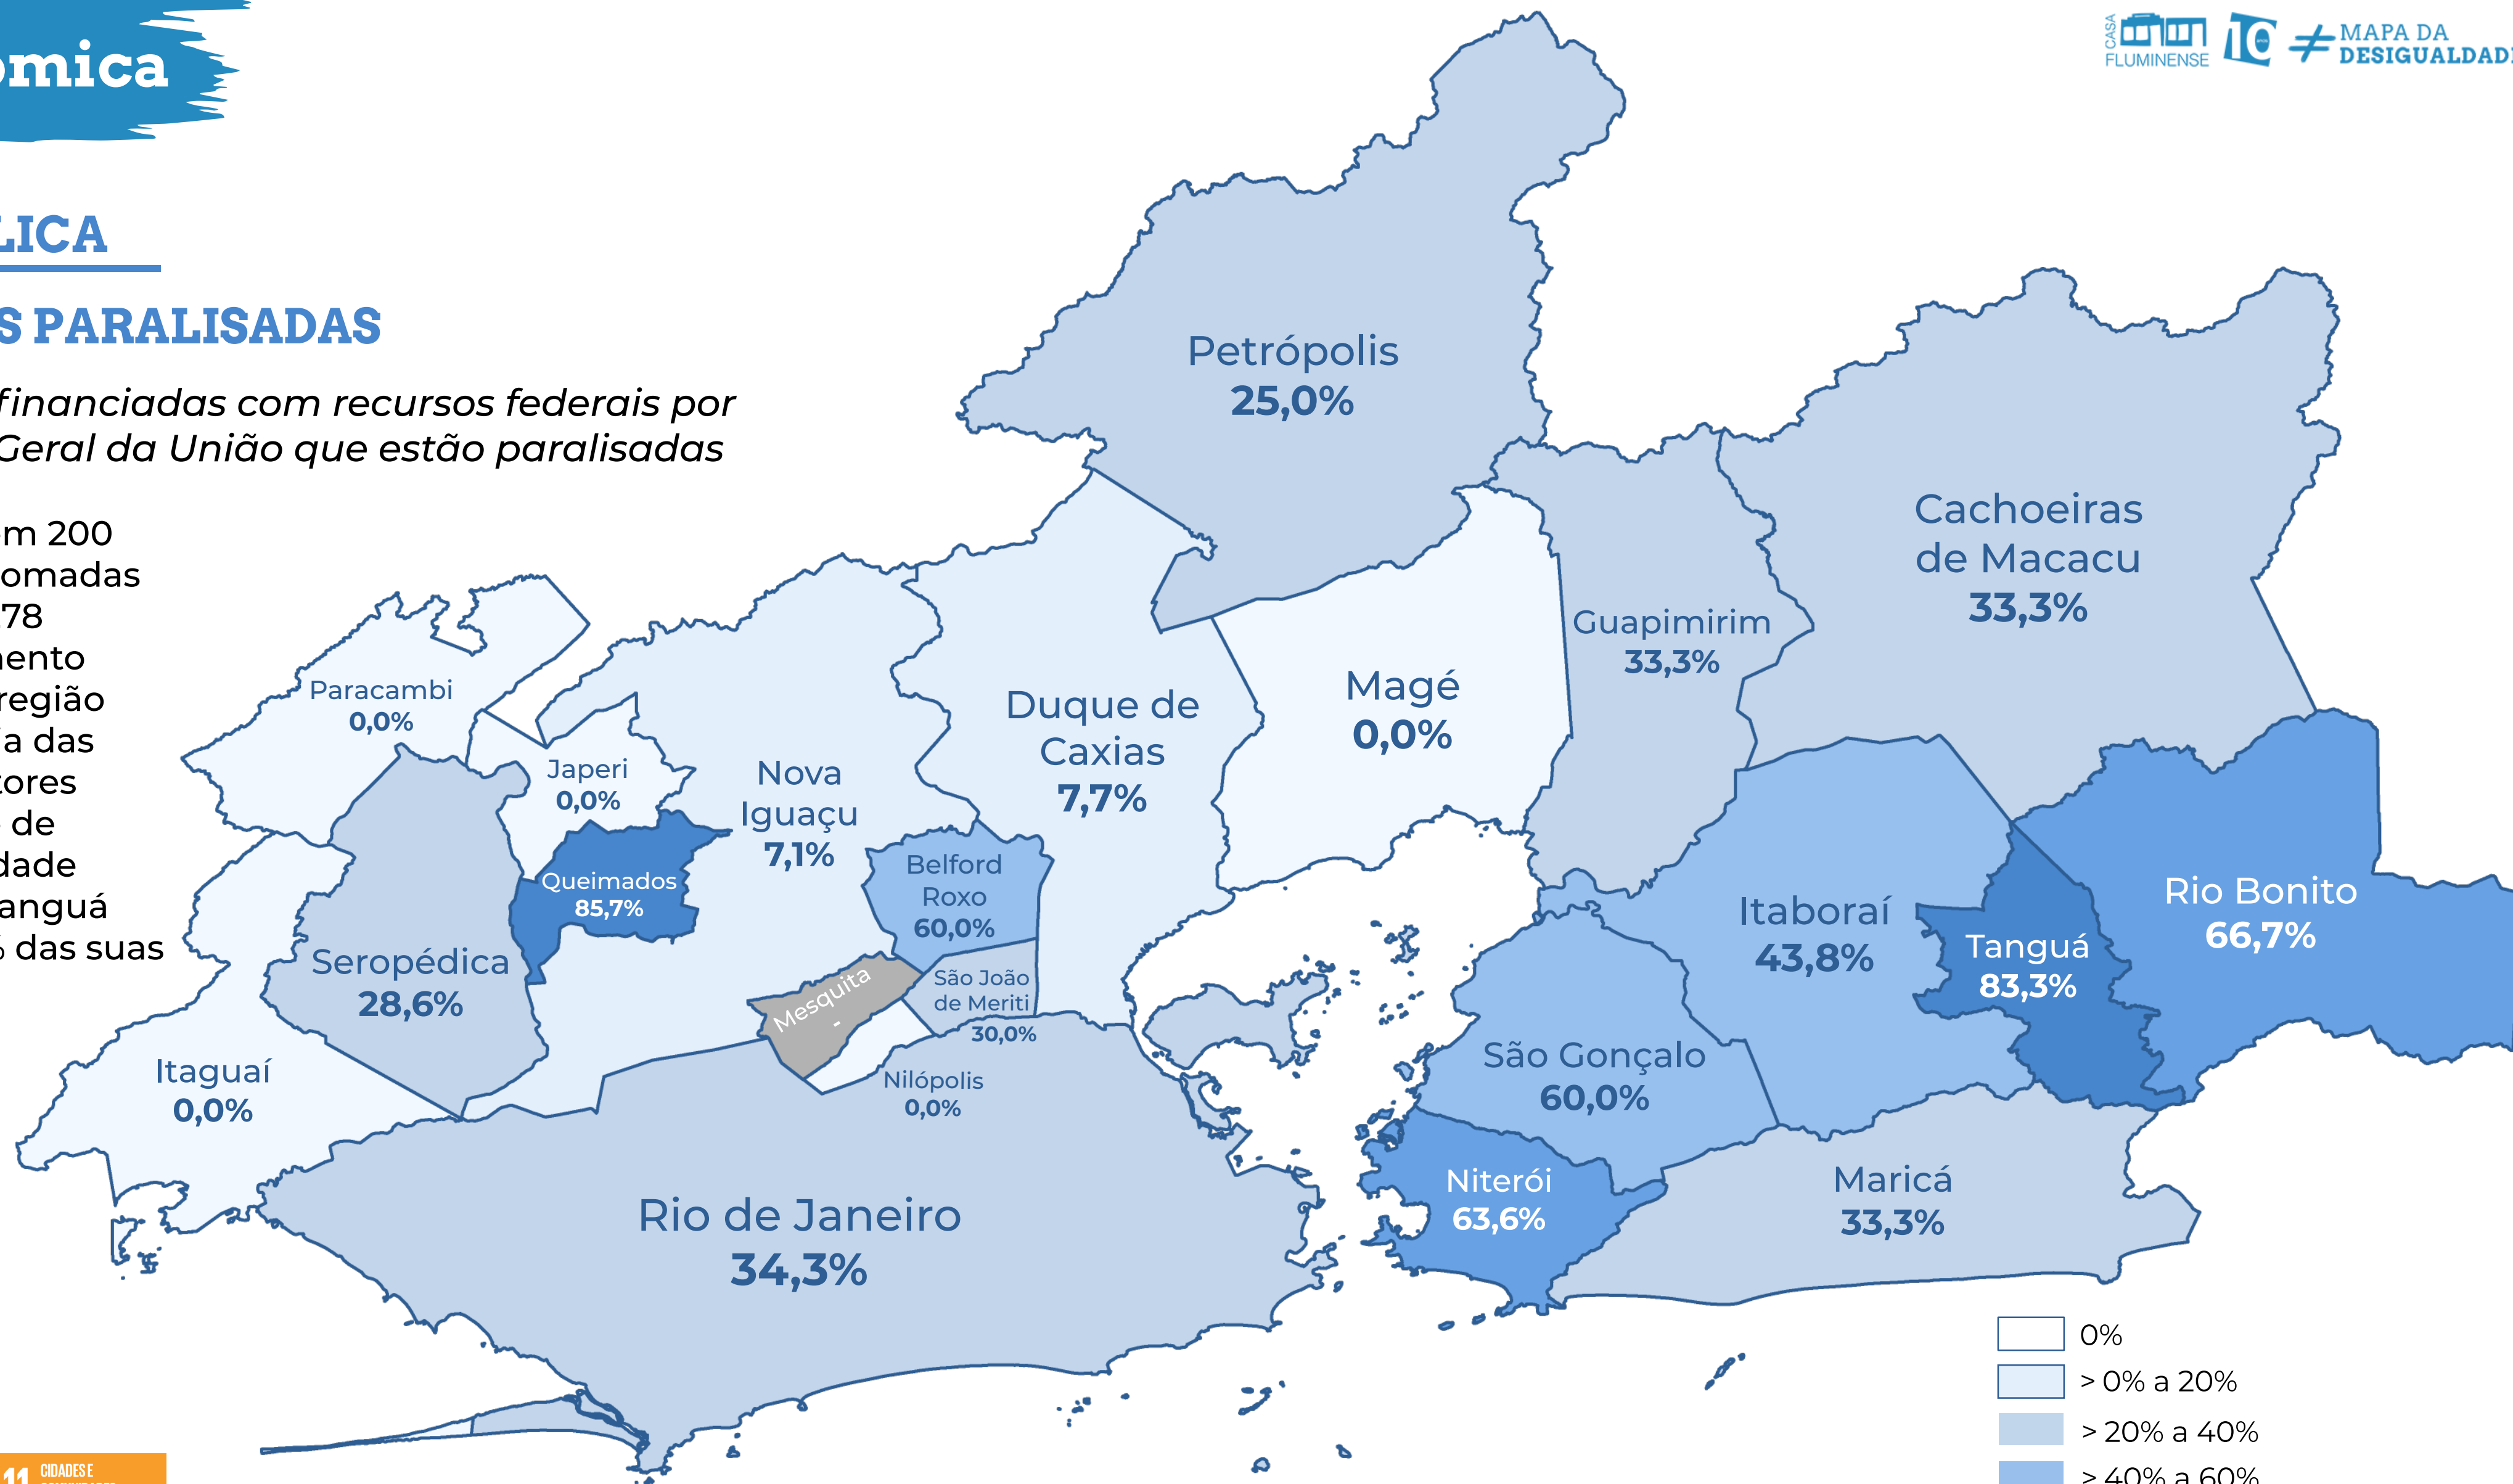 ômica
CASA
FLUMINENSE
10
≠ MAPA DA
DESIGUALDADE
LICA
S PARALISADAS
financiadas com recursos federais por
Geral da União que estão paralisadas
m 200
omadas
78
nento
região
a das
tores
de
dade
anguá
% das suas
Petrópolis
25,0%
Cachoeiras
de Macacu
33,3%
Guapimirim
33,3%
Magé
0,0%
Duque de
Caxias
7,7%
Paracambi
0,0%
Japeri
0,0%
Nova
Iguaçu
7,1%
Queimados
85,7%
Belford
Roxo
60,0%
Itaboraí
43,8%
Rio Bonito
66,7%
Tanguá
83,3%
Seropédica
28,6%
Mesquita
-
São João
de Meriti
30,0%
São Gonçalo
60,0%
Itaguaí
0,0%
Nilópolis
0,0%
Niterói
63,6%
Maricá
33,3%
Rio de Janeiro
34,3%
0%
> 0% a 20%
> 20% a 40%
> 40% a 60%
11 CIDADES E